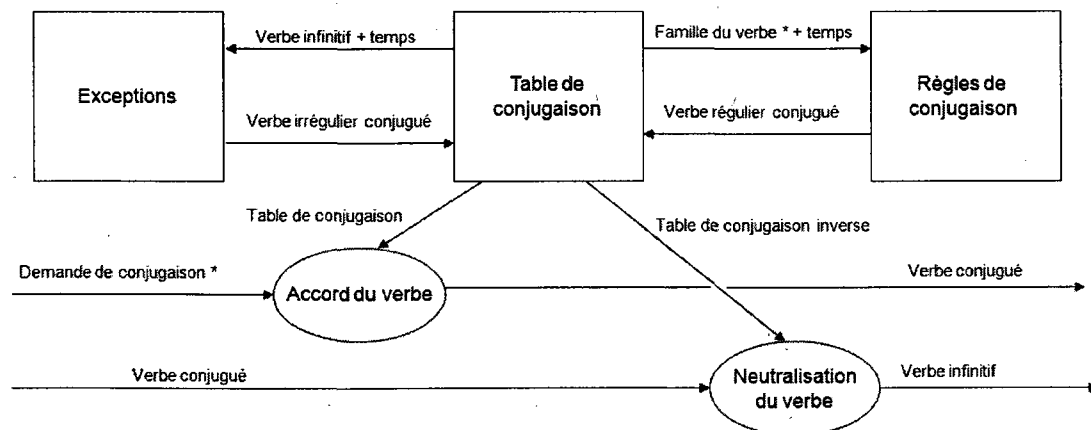 Verbe infinitif + temps
Famille du verbe * + temps
Exceptions
Table de
conjugaison
Règles de
conjugaison
Verbe irrégulier conjugué
Verbe régulier conjugué
Table de conjugaison
Table de conjugaison inverse
Demande de conjugaison *
Accord du verbe
Verbe conjugué
Verbe conjugué
Neutralisation
du verbe
Verbe infinitif